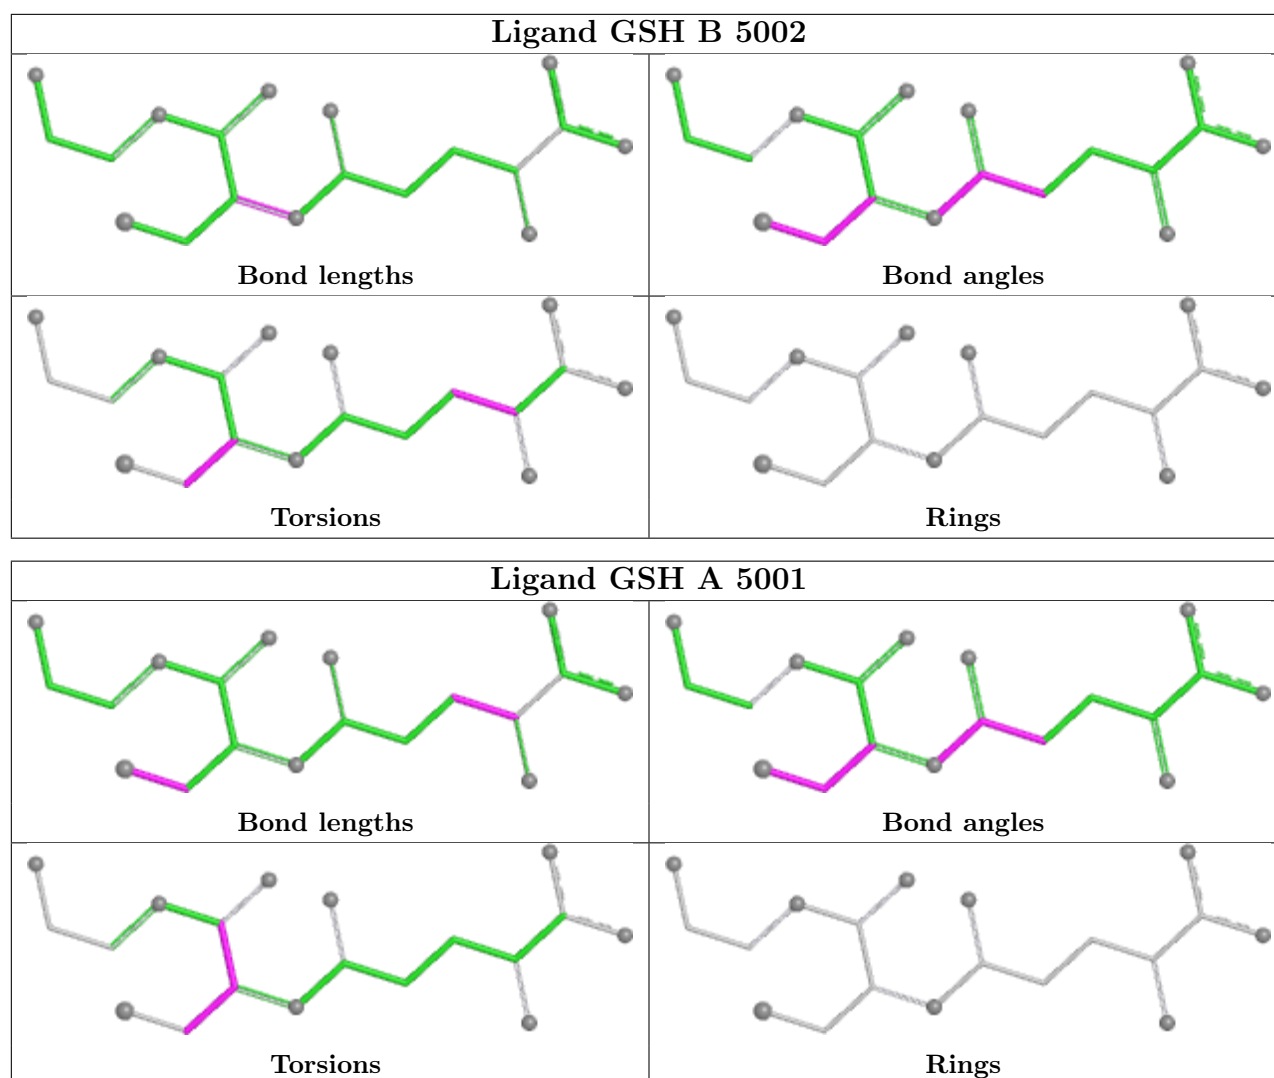 Ligand GSH B 5002
Bond lengths
Bond angles
Torsions
Rings
Ligand GSH A 5001
Bond lengths
Bond angles
Torsions
Rings